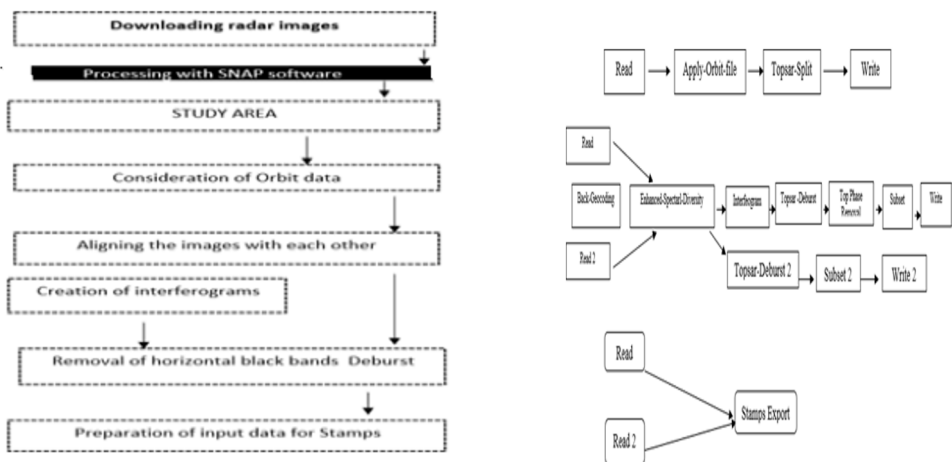 Downloading radar images
Processing with SNAP software
STUDY AREA
Consideration of Orbit data
Aligning the images with each other
Creation of interferograms
Removal of horizontal black bands Deburst
Preparation of input data for Stamps
Read
Apply-Orbit-file
Topsar-Split
Write
Read
Back-Geocoding
Enhanced-Spectarl-Diversity
Interfeogram
Topsar-Deburst
Top Phase
Removal
Subset
Write
Read 2
Topsar-Deburst 2
Subset 2
Write 2
Read
Stamps Export
Read 2